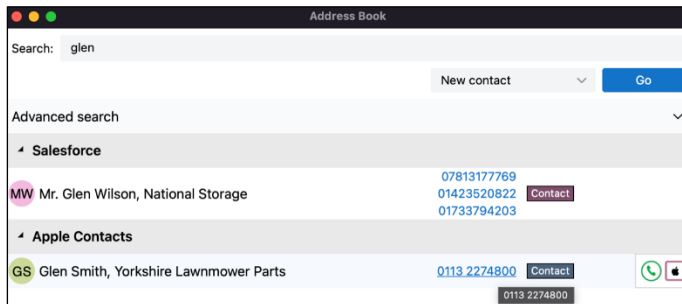 Address Book
Search: glen
New contact Go
Advanced search
Salesforce
07813177769
MW Mr. Glen Wilson, National Storage 01423520822 Contact
01733794203
Apple Contacts
GS Glen Smith, Yorkshire Lawnmower Parts 0113 2274800 Contact
0113 2274800